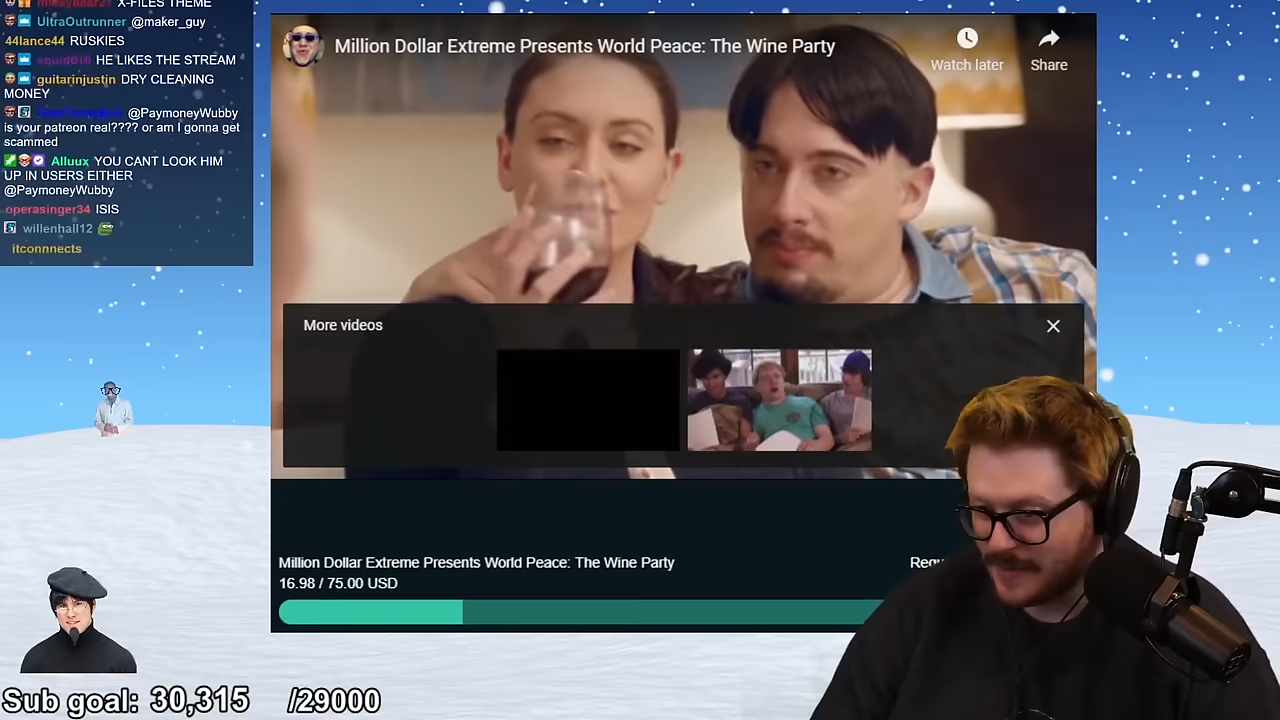 X-FILES THEME
UltraOutrunner @maker_guy
44lance44 RUSKIES
squid010 HE LIKES THE STREAM
guitarinjustin DRY CLEANING
MONEY
@PaymoneyWubby
is your patreon real???? or am I gonna get
scammed
Alluux YOU CANT LOOK HIM
UP IN USERS EITHER
@PaymoneyWubby
operasinger34 ISIS
willenhall12
itconnnects
Million Dollar Extreme Presents World Peace: The Wine Party
Watch later
Share
More videos
Million Dollar Extreme Presents World Peace: The Wine Party
16.98 / 75.00 USD
Sub goal: 30,315 /29000